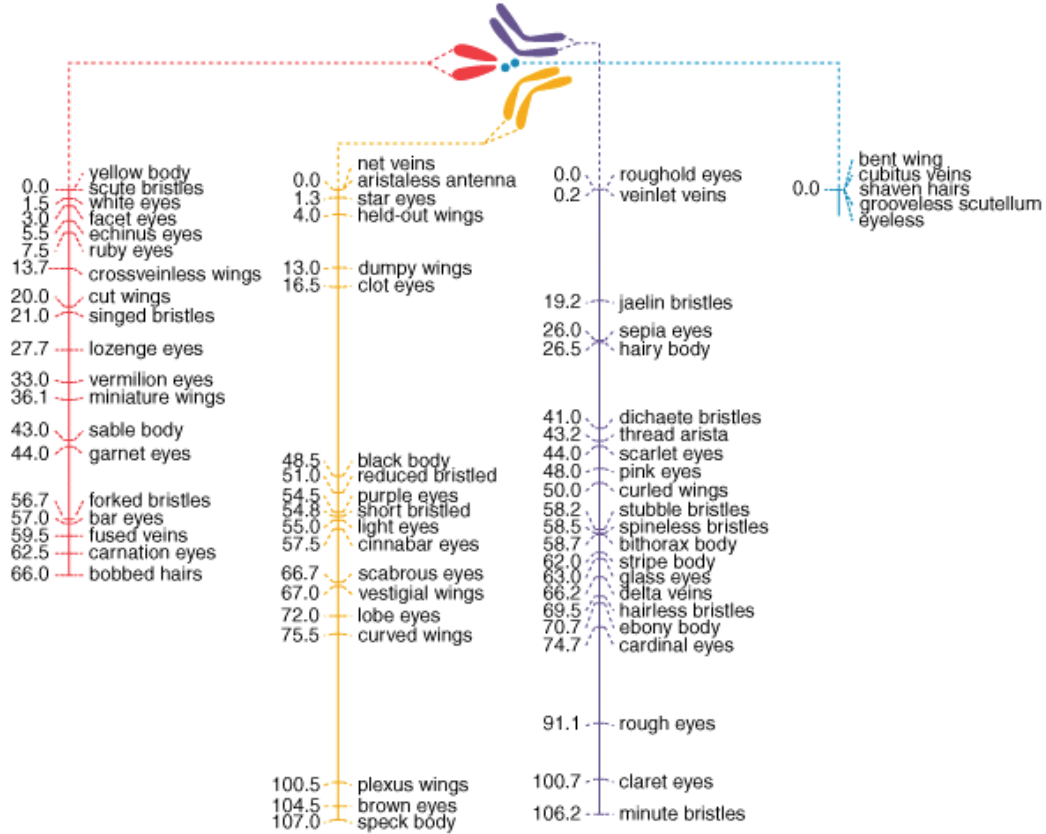 yellow body
0.0 scute bristles
1.5 white eyes
3.0 facet eyes
5.5 echinus eyes
7.5 ruby eyes
13.7 crossveinless wings
20.0 cut wings
21.0 singed bristles
27.7 lozenge eyes
33.0 vermilion eyes
36.1 miniature wings
43.0 sable body
44.0 garnet eyes
56.7 forked bristles
57.0 bar eyes
59.5 fused veins
62.5 carnation eyes
66.0 bobbed hairs
net veins
0.0 aristaless antenna
1.3 star eyes
4.0 held-out wings
13.0 dumpy wings
16.5 clot eyes
48.5 black body
51.0 reduced bristled
54.5 purple eyes
54.8 short bristled
55.0 light eyes
57.5 cinnabar eyes
66.7 scabrous eyes
67.0 vestigial wings
72.0 lobe eyes
75.5 curved wings
100.5 plexus wings
104.5 brown eyes
107.0 speck body
0.0 roughold eyes
0.2 veinlet veins
19.2 jaelin bristles
26.0 sepia eyes
26.5 hairy body
41.0 dichaete bristles
43.2 thread arista
44.0 scarlet eyes
48.0 pink eyes
50.0 curled wings
58.2 stubble bristles
58.5 spineless bristles
58.7 bithorax body
62.0 stripe body
63.0 glass eyes
66.2 delta veins
69.5 hairless bristles
70.7 ebony body
74.7 cardinal eyes
91.1 rough eyes
100.7 claret eyes
106.2 minute bristles
bent wing
cubitus veins
0.0 shaven hairs
grooveless scutellum
eyeless